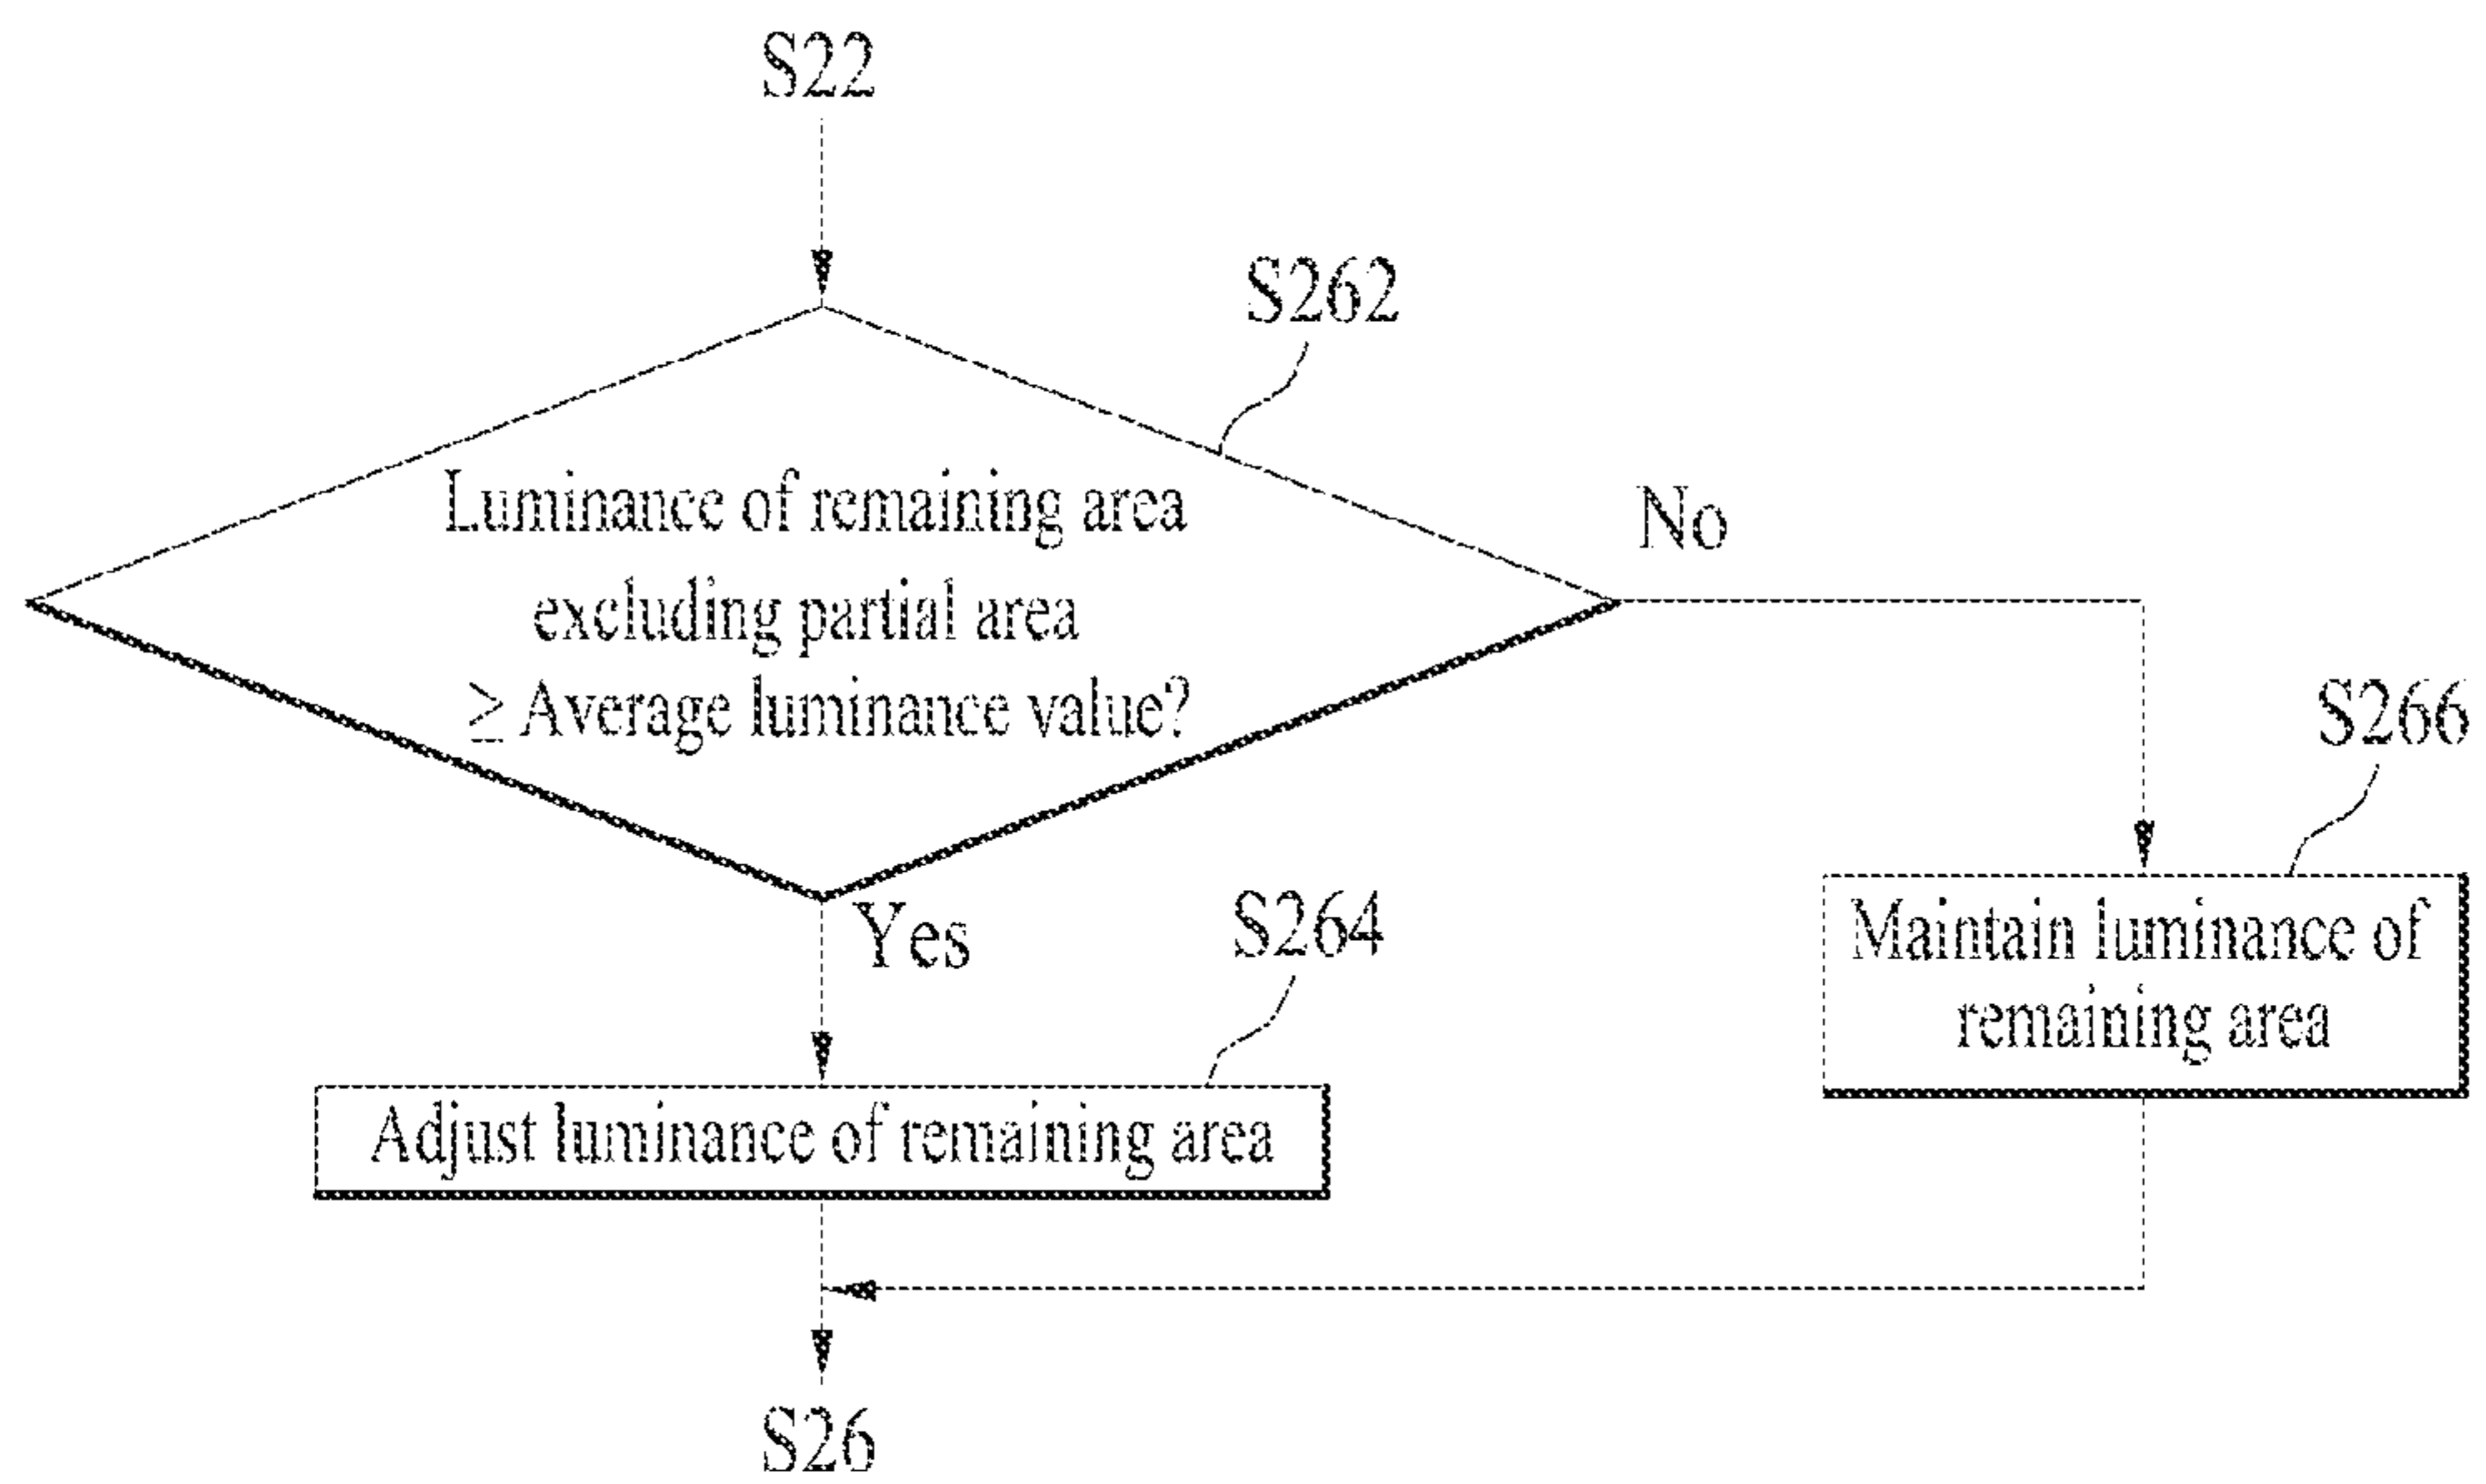 S22
S262
Luminance of remaining area
excluding partial area
≥ Average luminance value?
No
S266
Yes
S264
Maintain luminance of
remaining area
Adjust luminance of remaining area
S26